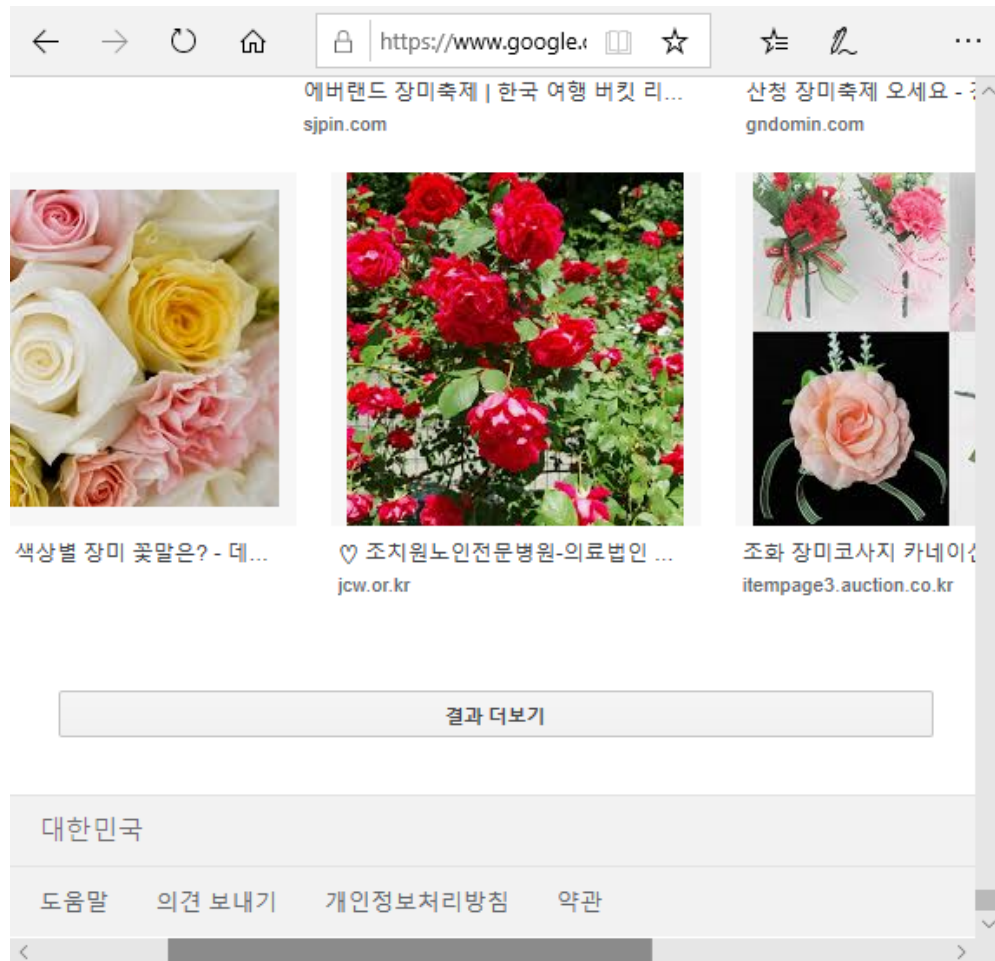 https://www.google.
에버랜드 장미축제 | 한국 여행 버킷 리...
sjpin.com
산청 장미축제 오세요 -
gndomin.com
색상별 장미 꽃말은? - 데...
♡ 조치원노인전문병원-의료법인 ...
jcw.or.kr
조화 장미코사지 카네이션
itempage3.auction.co.kr
결과 더보기
대한민국
도움말 의견 보내기 개인정보처리방침 약관